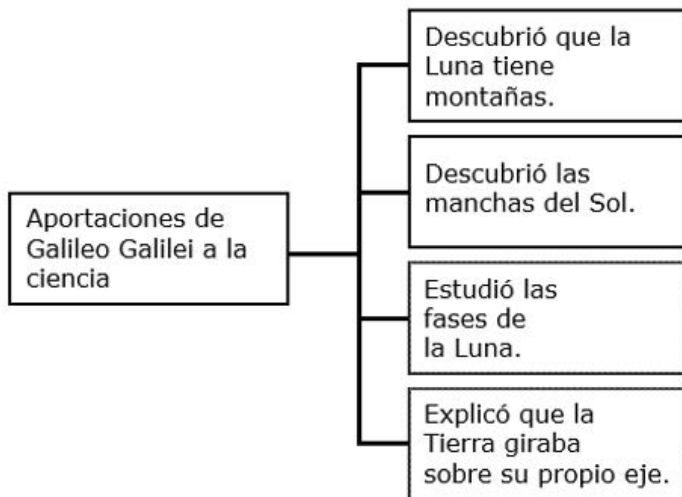 Aportaciones de
Galileo Galilei a la
ciencia
Descubrió que la
Luna tiene
montañas.
Descubrió las
manchas del Sol.
Estudió las
fases de
la Luna.
Explicó que la
Tierra giraba
sobre su propio eje.